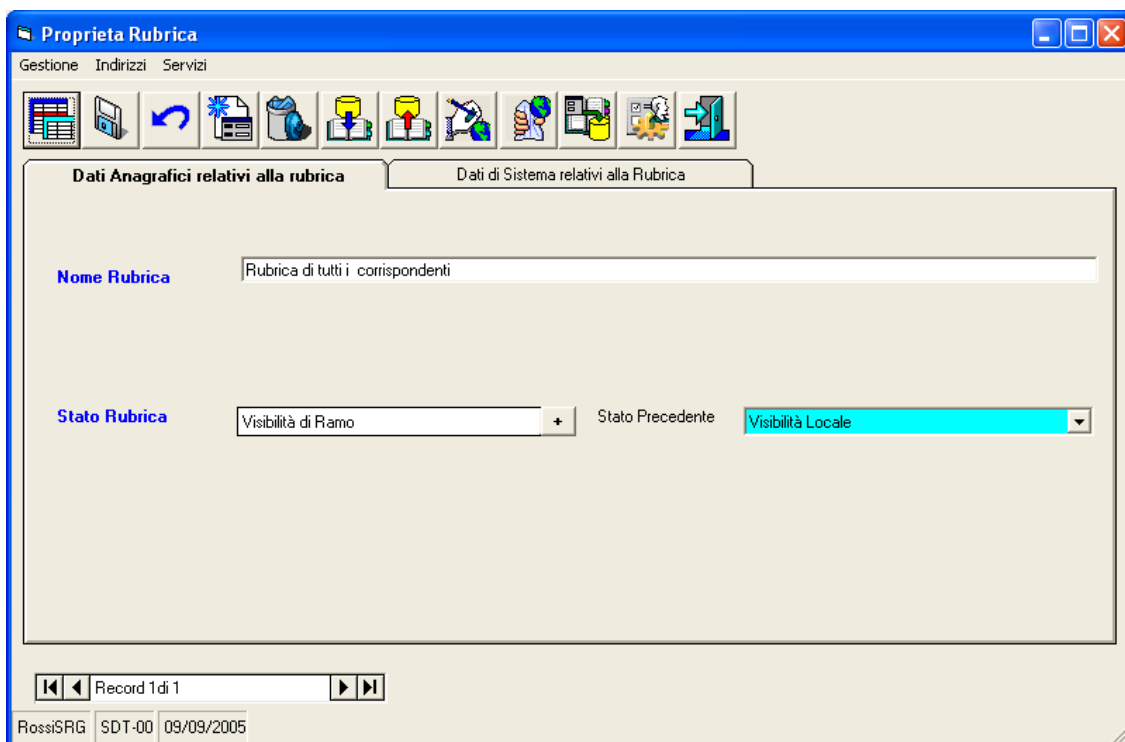 Proprieta Rubrica
Gestione Indirizzi Servizi
Dati Anagrafici relativi alla rubrica Dati di Sistema relativi alla Rubrica
Nome Rubrica Rubrica di tutti i corrispondenti
Stato Rubrica Visibilità di Ramo + Stato Precedente Visibilità Locale
Record 1di 1
RossiSRG SDT-00 09/09/2005